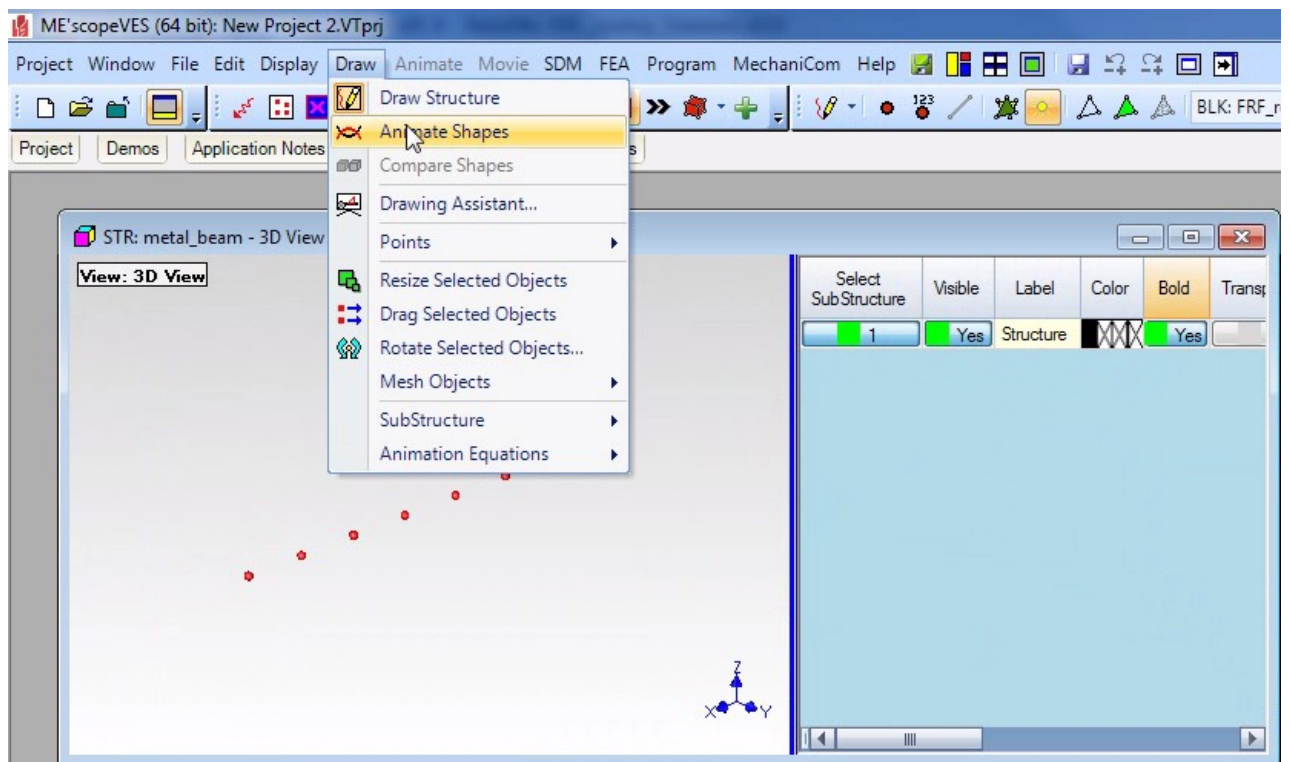 ME'scopeVES (64 bit): New Project 2.VTprj
Project Window File Edit Display Draw Animate Movie SDM FEA Program MechaniCom Help
123
BLK: FRF_r
Project Demos Application Notes s
Draw Structure
Animate Shapes
Compare Shapes
Drawing Assistant...
Points
Resize Selected Objects
Drag Selected Objects
Rotate Selected Objects...
Mesh Objects
SubStructure
Animation Equations
STR: metal_beam - 3D View
View: 3D View
Select SubStructure Visible Label Color Bold Transp
1 Yes Structure Yes
Z
X
Y